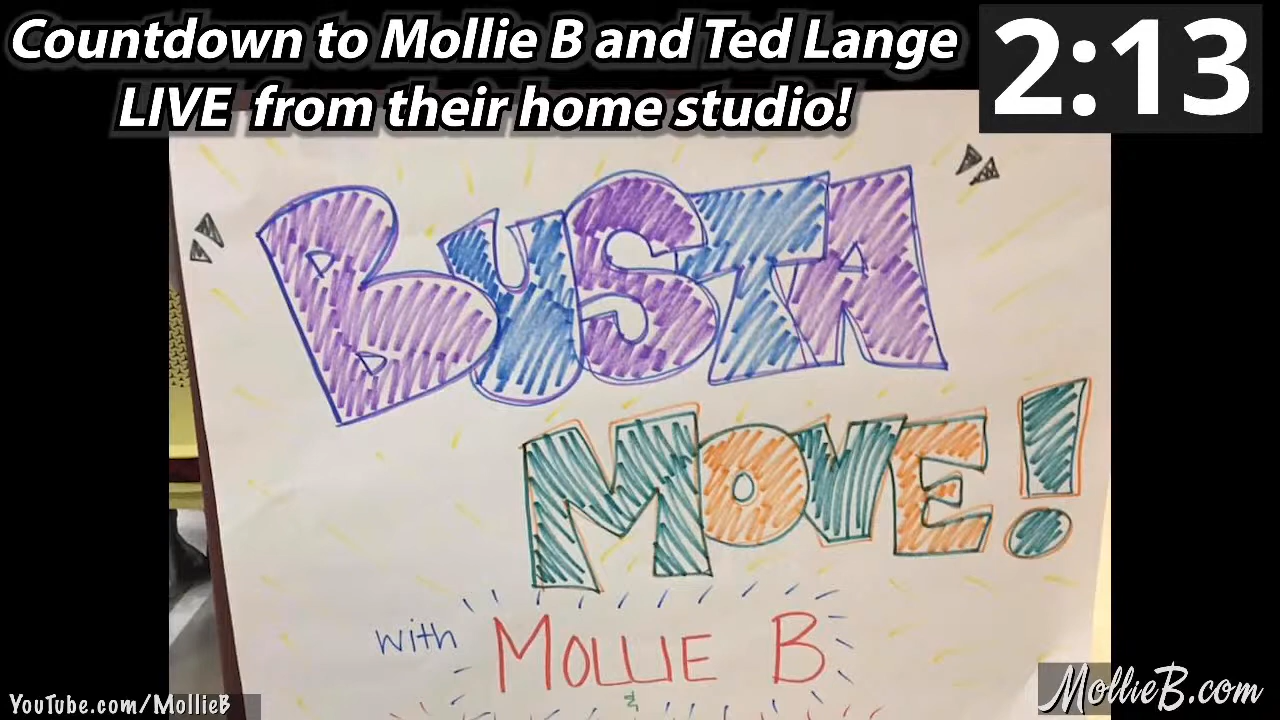 Countdown to Mollie B and Ted Lange
LIVE from their home studio!
2:13
BUSTA
MOVE!
with MOLLIE B
&
YouTube.com/MollieB
MollieB.com